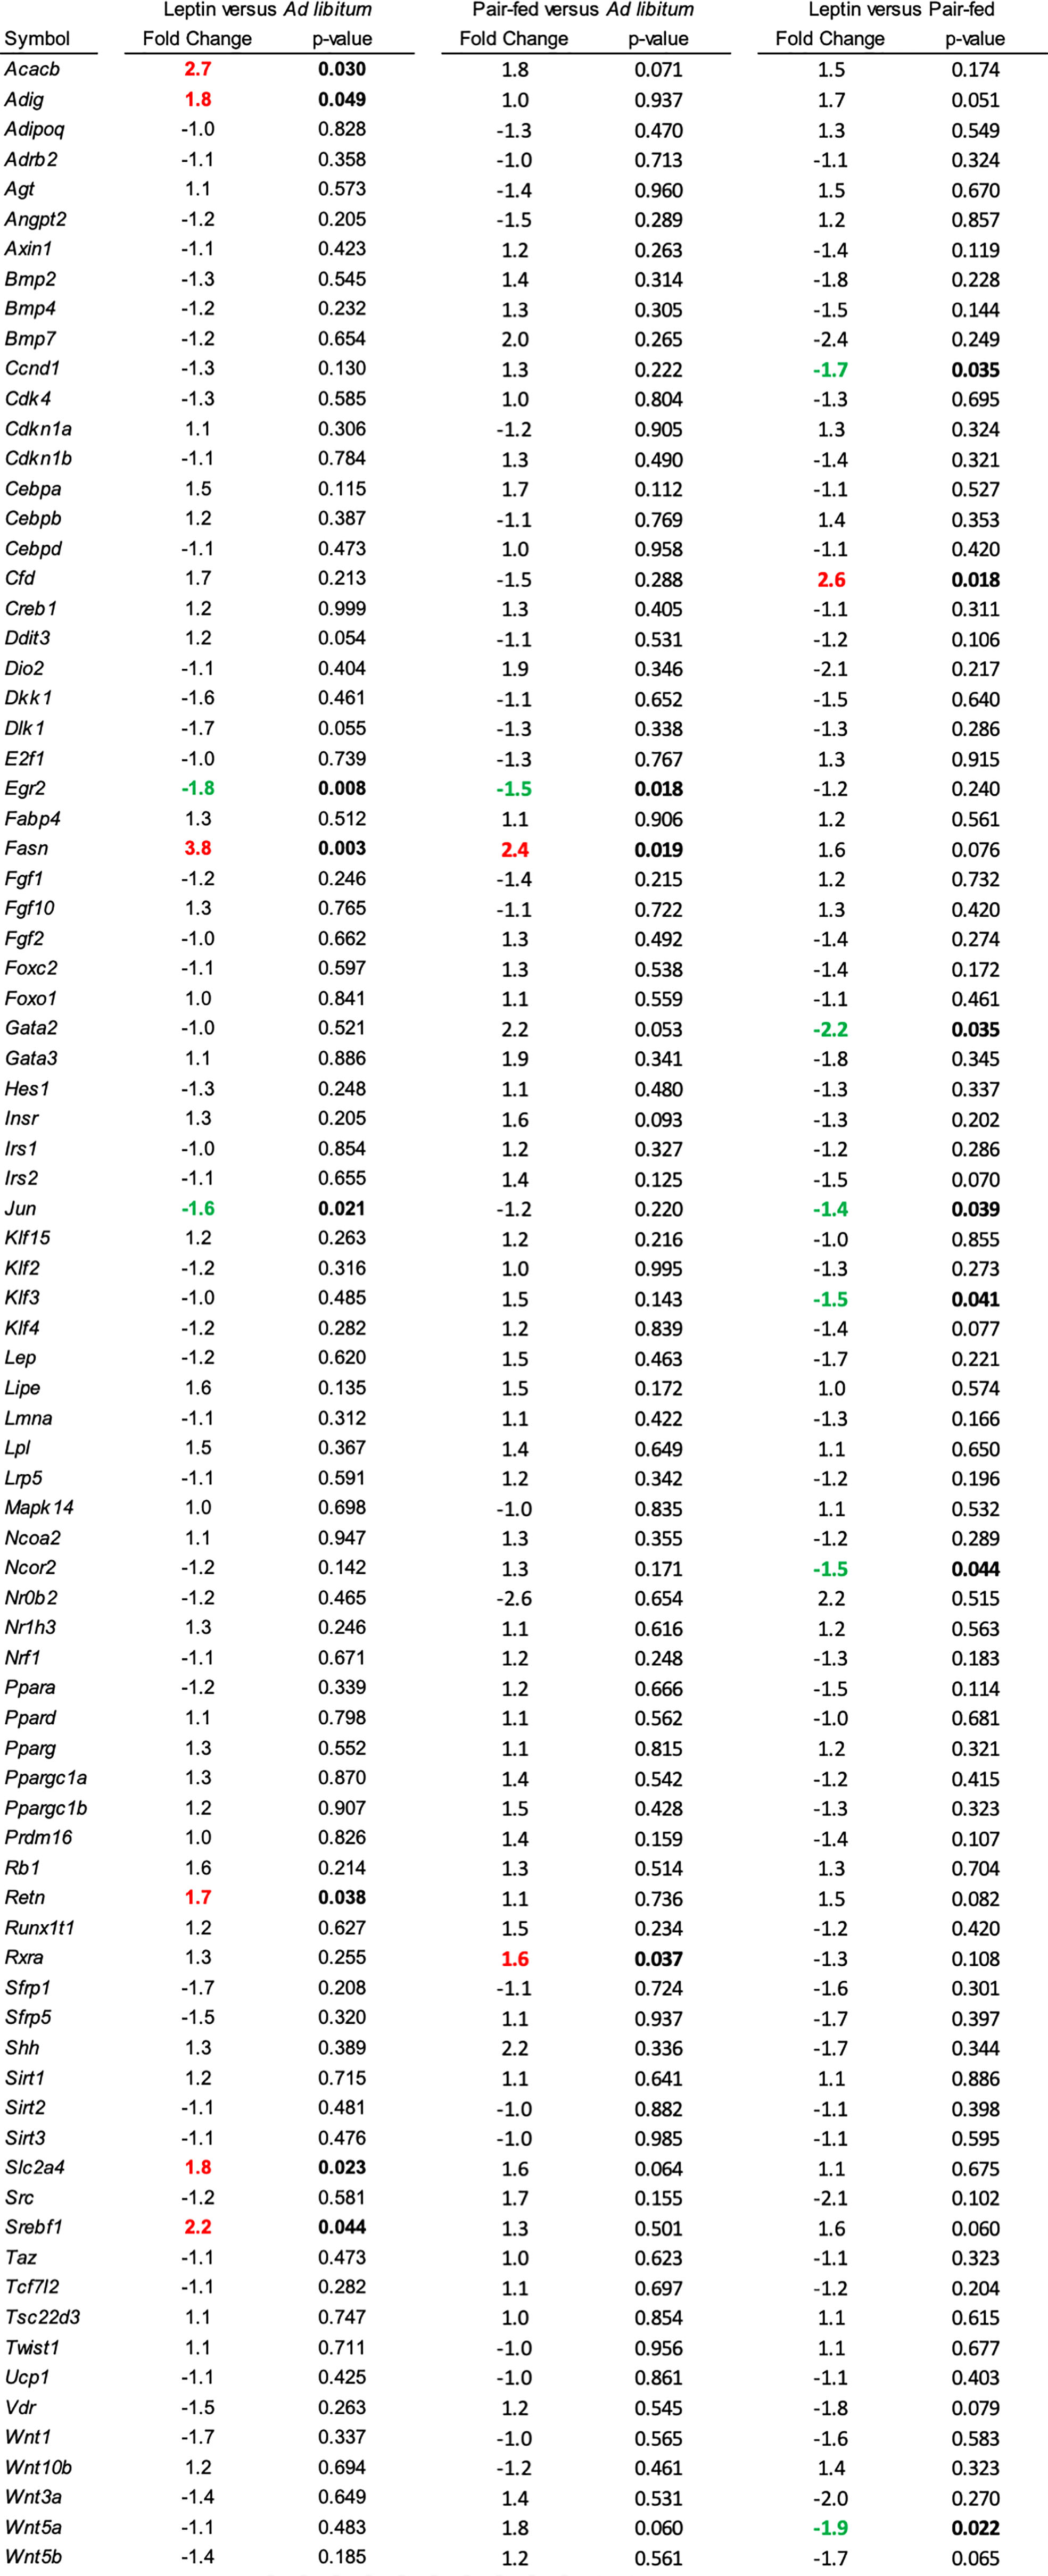 Leptin versus Ad libitum Pair-fed versus Ad libitum Leptin versus Pair-fed
Symbol Fold Change p-value Fold Change p-value Fold Change p-value
Acacb 2.7 0.030 1.8 0.071 1.5 0.174
Adig 1.8 0.049 1.0 0.937 1.7 0.051
Adipoq -1.0 0.828 -1.3 0.470 1.3 0.549
Adrb2 -1.1 0.358 -1.0 0.713 -1.1 0.324
Agt 1.1 0.573 -1.4 0.960 1.5 0.670
Angpt2 -1.2 0.205 -1.5 0.289 1.2 0.857
Axin1 -1.1 0.423 1.2 0.263 -1.4 0.119
Bmp2 -1.3 0.545 1.4 0.314 -1.8 0.228
Bmp4 -1.2 0.232 1.3 0.305 -1.5 0.144
Bmp7 -1.2 0.654 2.0 0.265 -2.4 0.249
Ccnd1 -1.3 0.130 1.3 0.222 -1.7 0.035
Cdk4 -1.3 0.585 1.0 0.804 -1.3 0.695
Cdkn1a 1.1 0.306 -1.2 0.905 1.3 0.324
Cdkn1b -1.1 0.784 1.3 0.490 -1.4 0.321
Cebpa 1.5 0.115 1.7 0.112 -1.1 0.527
Cebpb 1.2 0.387 -1.1 0.769 1.4 0.353
Cebpd -1.1 0.473 1.0 0.958 -1.1 0.420
Cfd 1.7 0.213 -1.5 0.288 2.6 0.018
Creb1 1.2 0.999 1.3 0.405 -1.1 0.311
Ddit3 1.2 0.054 -1.1 0.531 -1.2 0.106
Dio2 -1.1 0.404 1.9 0.346 -2.1 0.217
Dkk1 -1.6 0.461 -1.1 0.652 -1.5 0.640
Dlk1 -1.7 0.055 -1.3 0.338 -1.3 0.286
E2f1 -1.0 0.739 -1.3 0.767 1.3 0.915
Egr2 -1.8 0.008 -1.5 0.018 -1.2 0.240
Fabp4 1.3 0.512 1.1 0.906 1.2 0.561
Fasn 3.8 0.003 2.4 0.019 1.6 0.076
Fgf1 -1.2 0.246 -1.4 0.215 1.2 0.732
Fgf10 1.3 0.765 -1.1 0.722 1.3 0.420
Fgf2 -1.0 0.662 1.3 0.492 -1.4 0.274
Foxc2 -1.1 0.597 1.3 0.538 -1.4 0.172
Foxo1 1.0 0.841 1.1 0.559 -1.1 0.461
Gata2 -1.0 0.521 2.2 0.053 -2.2 0.035
Gata3 1.1 0.886 1.9 0.341 -1.8 0.345
Hes1 -1.3 0.248 1.1 0.480 -1.3 0.337
Insr 1.3 0.205 1.6 0.093 -1.3 0.202
Irs1 -1.0 0.854 1.2 0.327 -1.2 0.286
Irs2 -1.1 0.655 1.4 0.125 -1.5 0.070
Jun -1.6 0.021 -1.2 0.220 -1.4 0.039
Klf15 1.2 0.263 1.2 0.216 -1.0 0.855
Klf2 -1.2 0.316 1.0 0.995 -1.3 0.273
Klf3 -1.0 0.485 1.5 0.143 -1.5 0.041
Klf4 -1.2 0.282 1.2 0.839 -1.4 0.077
Lep -1.2 0.620 1.5 0.463 -1.7 0.221
Lipe 1.6 0.135 1.5 0.172 1.0 0.574
Lmna -1.1 0.312 1.1 0.422 -1.3 0.166
Lpl 1.5 0.367 1.4 0.649 1.1 0.650
Lrp5 -1.1 0.591 1.2 0.342 -1.2 0.196
Mapk14 1.0 0.698 -1.0 0.835 1.1 0.532
Ncoa2 1.1 0.947 1.3 0.355 -1.2 0.289
Ncor2 -1.2 0.142 1.3 0.171 -1.5 0.044
Nr0b2 -1.2 0.465 -2.6 0.654 2.2 0.515
Nr1h3 1.3 0.246 1.1 0.616 1.2 0.563
Nrf1 -1.1 0.671 1.2 0.248 -1.3 0.183
Ppara -1.2 0.339 1.2 0.666 -1.5 0.114
Ppard 1.1 0.798 1.1 0.562 -1.0 0.681
Pparg 1.3 0.552 1.1 0.815 1.2 0.321
Ppargc1a 1.3 0.870 1.4 0.542 -1.2 0.415
Ppargc1b 1.2 0.907 1.5 0.428 -1.3 0.323
Prdm16 1.0 0.826 1.4 0.159 -1.4 0.107
Rb1 1.6 0.214 1.3 0.514 1.3 0.704
Retn 1.7 0.038 1.1 0.736 1.5 0.082
Runx1t1 1.2 0.627 1.5 0.234 -1.2 0.420
Rxra 1.3 0.255 1.6 0.037 -1.3 0.108
Sfrp1 -1.7 0.208 -1.1 0.724 -1.6 0.301
Sfrp5 -1.5 0.320 1.1 0.937 -1.7 0.397
Shh 1.3 0.389 2.2 0.336 -1.7 0.344
Sirt1 1.2 0.715 1.1 0.641 1.1 0.886
Sirt2 -1.1 0.481 -1.0 0.882 -1.1 0.398
Sirt3 -1.1 0.476 -1.0 0.985 -1.1 0.595
Slc2a4 1.8 0.023 1.6 0.064 1.1 0.675
Src -1.2 0.581 1.7 0.155 -2.1 0.102
Srebf1 2.2 0.044 1.3 0.501 1.6 0.060
Taz -1.1 0.473 1.0 0.623 -1.1 0.323
Tcf7l2 -1.1 0.282 1.1 0.697 -1.2 0.204
Tsc22d3 1.1 0.747 1.0 0.854 1.1 0.615
Twist1 1.1 0.711 -1.0 0.956 1.1 0.677
Ucp1 -1.1 0.425 -1.0 0.861 -1.1 0.403
Vdr -1.5 0.263 1.2 0.545 -1.8 0.079
Wnt1 -1.7 0.337 -1.0 0.565 -1.6 0.583
Wnt10b 1.2 0.694 -1.2 0.461 1.4 0.323
Wnt3a -1.4 0.649 1.4 0.531 -2.0 0.270
Wnt5a -1.1 0.483 1.8 0.060 -1.9 0.022
Wnt5b -1.4 0.185 1.2 0.561 -1.7 0.065